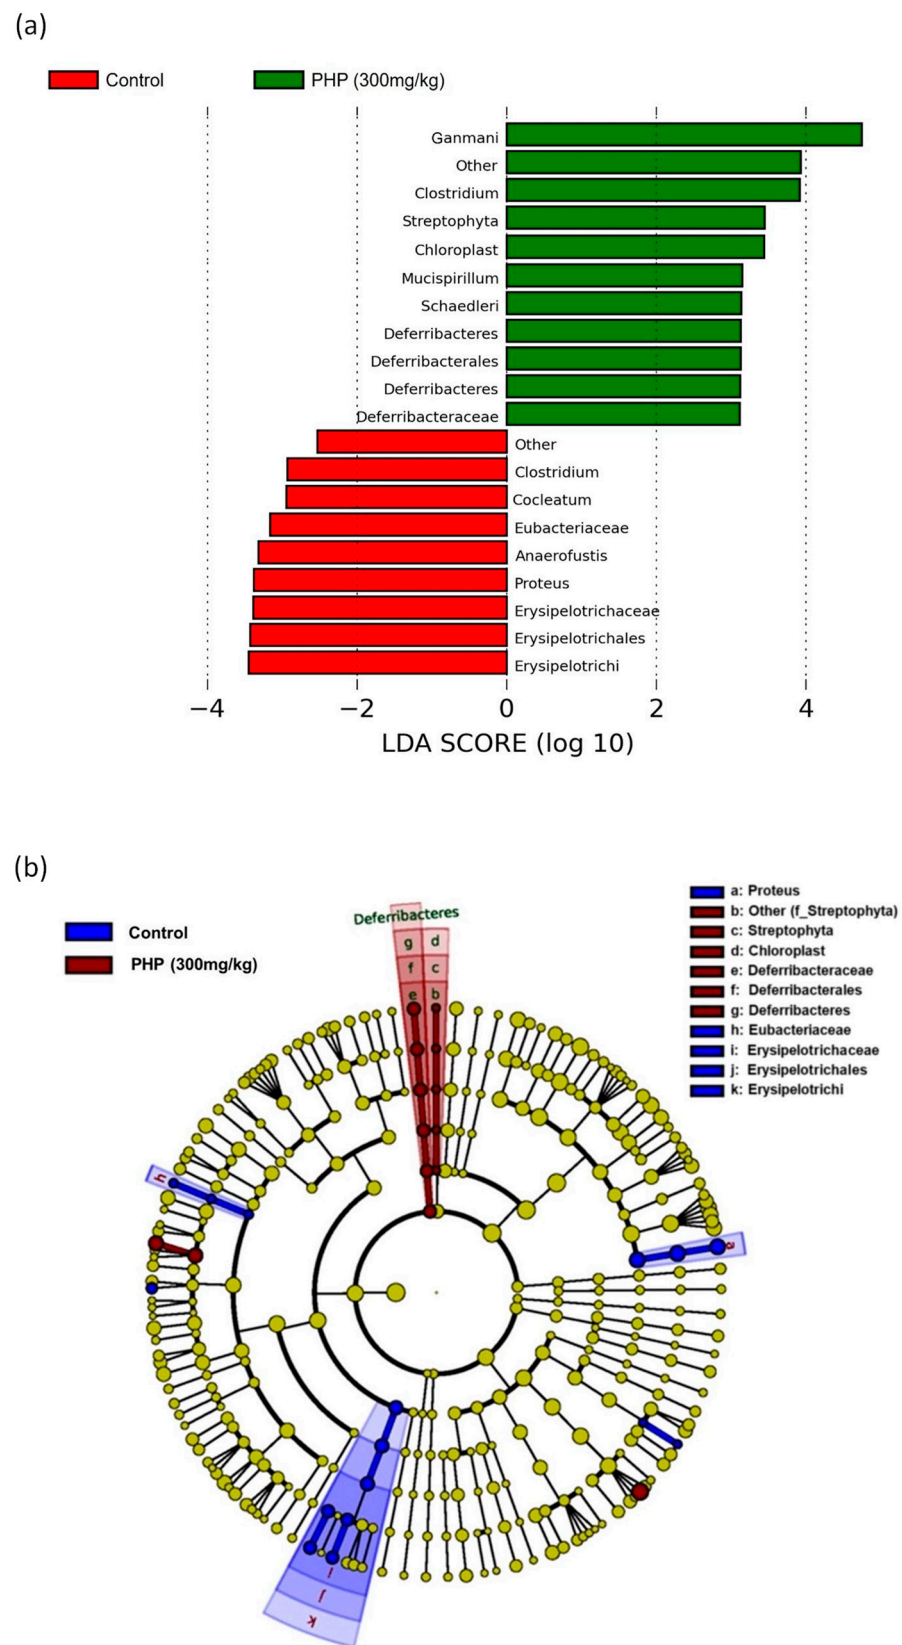 (a)
Control PHP (300mg/kg)
Ganmani
Other
Clostridium
Streptophyta
Chloroplast
Mucispirillum
Schaedleri
Deferribacteres
Deferribacterales
Deferribacteres
Deferribacteraceae
Other
Clostridium
Cocleatum
Eubacteriaceae
Anaerofustis
Proteus
Erysipelotrichaceae
Erysipelotrichales
Erysipelotrichi
−4 −2 0 2 4
LDA SCORE (log 10)
(b)
Control
PHP (300mg/kg)
Deferribacteres
g d
f c
e b
a: Proteus
b: Other (f_Streptophyta)
c: Streptophyta
d: Chloroplast
e: Deferribacteraceae
f: Deferribacterales
g: Deferribacteres
h: Eubacteriaceae
i: Erysipelotrichaceae
j: Erysipelotrichales
k: Erysipelotrichi
h
a
i
j
k